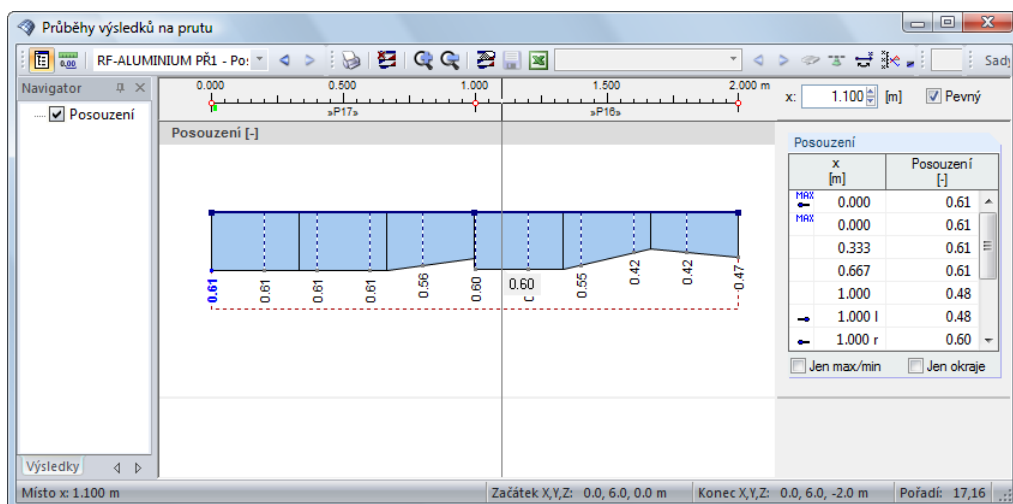 Průběhy výsledků na prutu
RF-ALUMINIUM PŘ1 - Po:
Sady
Navigator
Posouzení
0.000 0.500 1.000 1.500 2.000 m
»P17» »P16»
x: 1.100 [m] Pevný
Posouzení [-]
0.61 0.61 0.61 0.61 0.56 0.60 0.60 0.55 0.42 0.42 0.47
Posouzení
x [m] Posouzení [-]
MAX 0.000 0.61
MAX 0.000 0.61
0.333 0.61
0.667 0.61
1.000 0.48
1.000 l 0.48
1.000 r 0.60
Jen max/min Jen okraje
Výsledky
Místo x: 1.100 m Začátek X,Y,Z: 0.0, 6.0, 0.0 m Konec X,Y,Z: 0.0, 6.0, -2.0 m Pořadí: 17,16